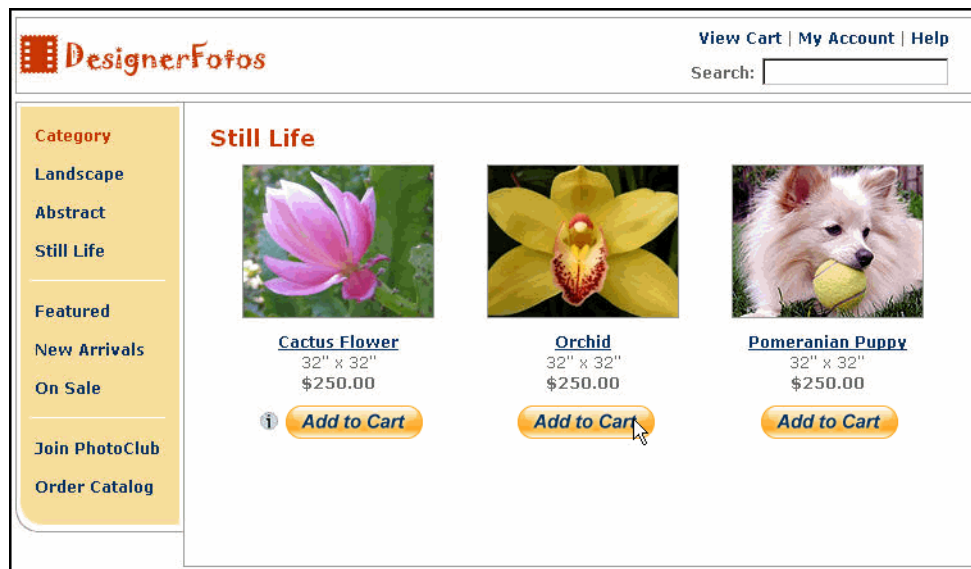 DesignerFotos
View Cart | My Account | Help
Search:
Category
Landscape
Abstract
Still Life
Featured
New Arrivals
On Sale
Join PhotoClub
Order Catalog
Still Life
Cactus Flower
32" x 32"
$250.00
i Add to Cart
Orchid
32" x 32"
$250.00
Add to Cart
Pomeranian Puppy
32" x 32"
$250.00
Add to Cart